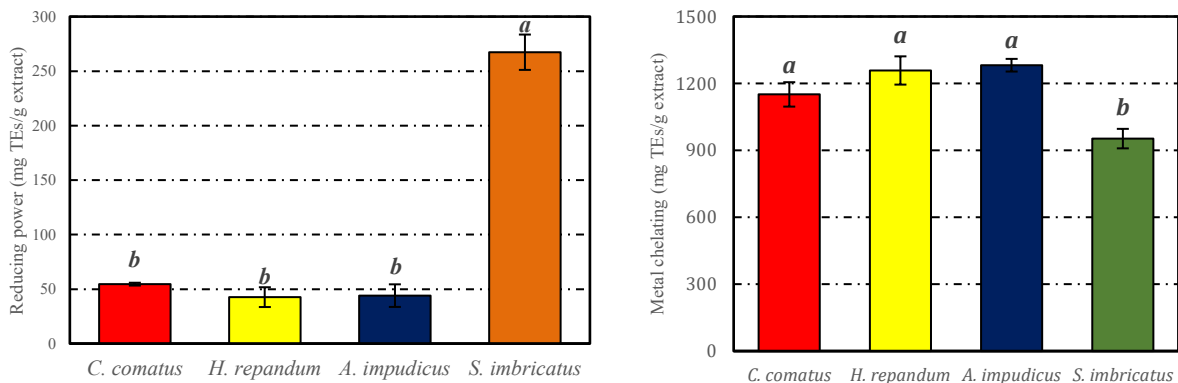 Reducing power (mg TEs/g extract)
300
250
200
150
100
50
0
b
b
b
a
C. comatus H. repandum A. impudicus S. imbricatus
Metal chelating (mg TEs/g extract)
1500
1200
900
600
300
0
a
a
a
b
C. comatus H. repandum A. impudicus S. imbricatus